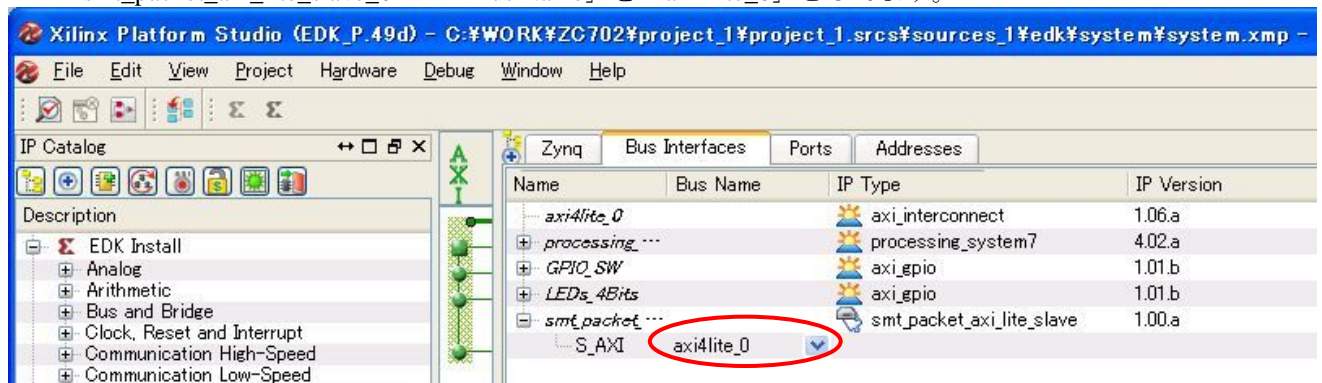 Xilinx Platform Studio (EDK_P.49d) - C:¥WORK¥ZC702¥project_1¥project_1.srcs¥sources_1¥edk¥system¥system.xmp -
File Edit View Project Hardware Debug Window Help
IP Catalog
Zynq Bus Interfaces Ports Addresses
AXI
Name Bus Name IP Type IP Version
Description
axi4lite_0 axi_interconnect 1.06.a
EDK Install
processing_... processing_system7 4.02.a
Analog
GPIO_SW axi_gpio 1.01.b
Arithmetic
LEDs_4Bits axi_gpio 1.01.b
Bus and Bridge
smt_packet_... smt_packet_axi_lite_slave 1.00.a
Clock, Reset and Interrupt
S_AXI axi4lite_0
Communication High-Speed
Communication Low-Speed